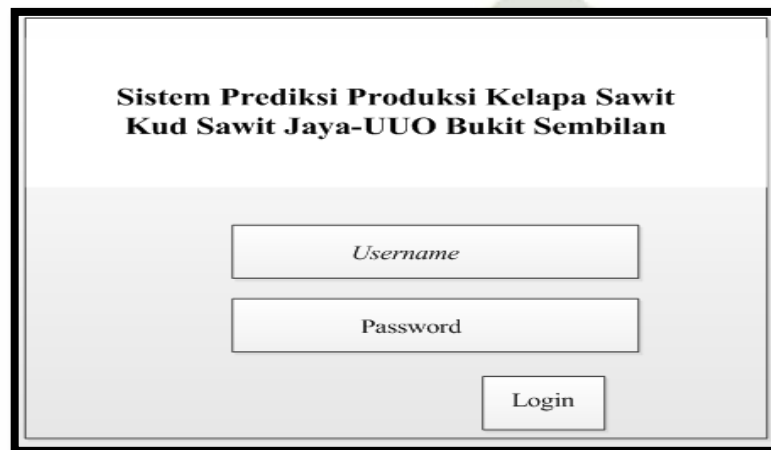 Sistem Prediksi Produksi Kelapa Sawit
Kud Sawit Jaya-UUO Bukit Sembilan
Username
Password
Login